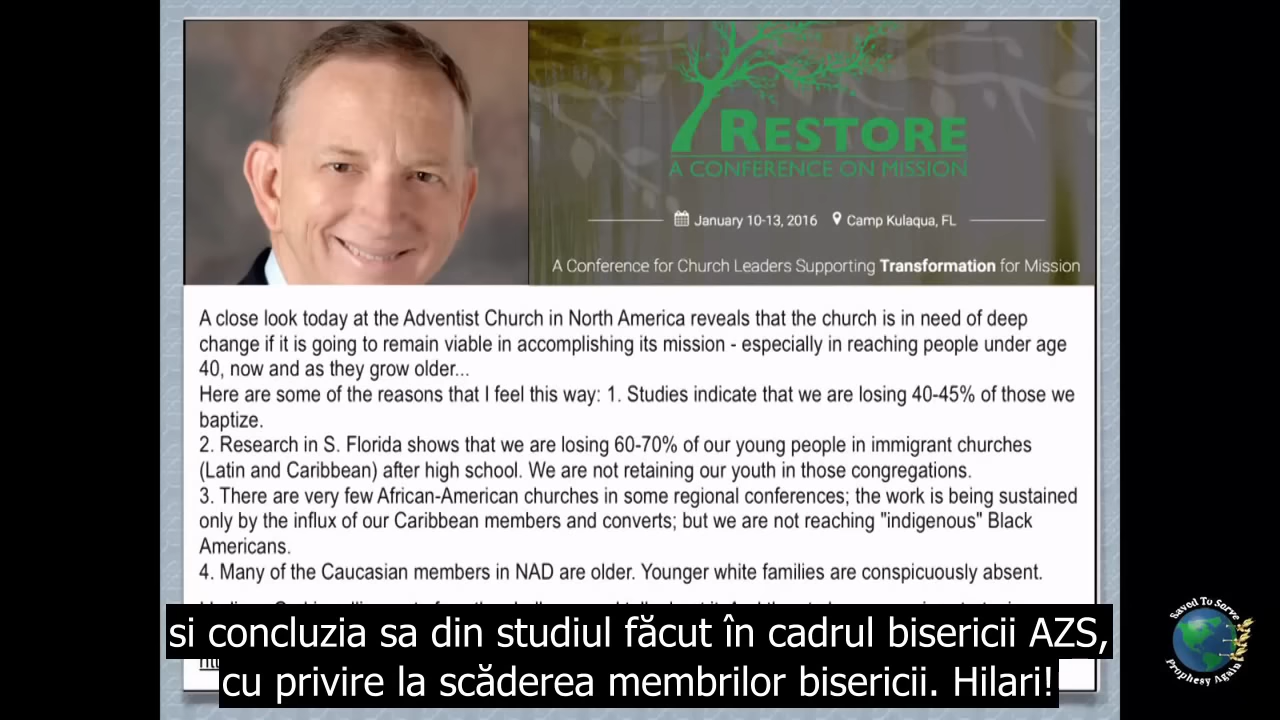 RESTORE
A CONFERENCE ON MISSION
January 10-13, 2016 Camp Kulaqua, FL
A Conference for Church Leaders Supporting Transformation for Mission
A close look today at the Adventist Church in North America reveals that the church is in need of deep
change if it is going to remain viable in accomplishing its mission - especially in reaching people under age
40, now and as they grow older...
Here are some of the reasons that I feel this way: 1. Studies indicate that we are losing 40-45% of those we
baptize.
2. Research in S. Florida shows that we are losing 60-70% of our young people in immigrant churches
(Latin and Caribbean) after high school. We are not retaining our youth in those congregations.
3. There are very few African-American churches in some regional conferences; the work is being sustained
only by the influx of our Caribbean members and converts; but we are not reaching "indigenous" Black
Americans.
4. Many of the Caucasian members in NAD are older. Younger white families are conspicuously absent.
si concluzia sa din studiul făcut în cadrul bisericii AZS,
cu privire la scăderea membrilor bisericii. Hilari!
Saved To Serve
Prophesy Again